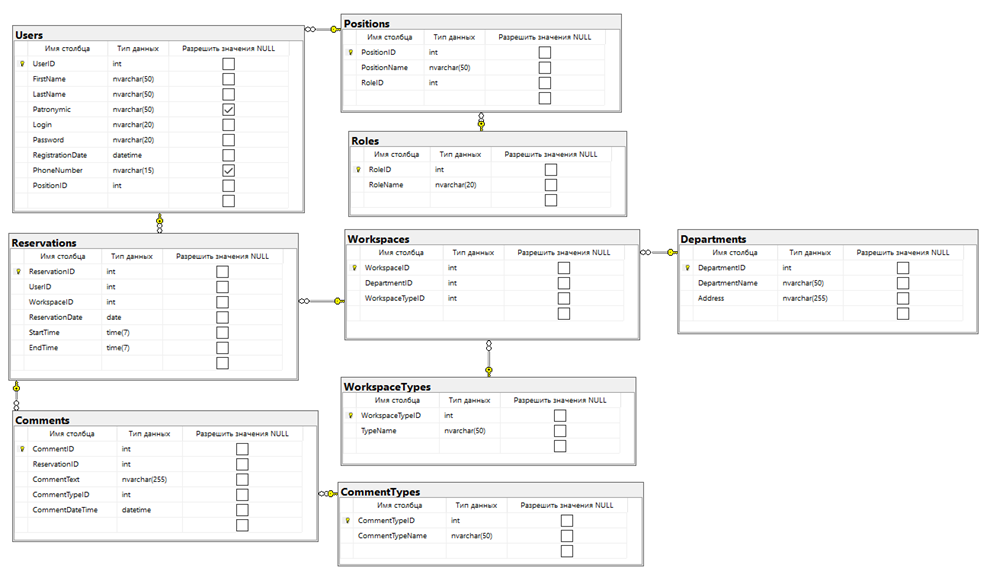 Users
Имя столбца Тип данных Разрешить значения NULL
UserID int
FirstName nvarchar(50)
LastName nvarchar(50)
Patronymic nvarchar(50)
Login nvarchar(20)
Password nvarchar(20)
RegistrationDate datetime
PhoneNumber nvarchar(15)
PositionID int
Positions
Имя столбца Тип данных Разрешить значения NULL
PositionID int
PositionName nvarchar(50)
RoleID int
Roles
Имя столбца Тип данных Разрешить значения NULL
RoleID int
RoleName nvarchar(20)
Reservations
Имя столбца Тип данных Разрешить значения NULL
ReservationID int
UserID int
WorkspaceID int
ReservationDate date
StartTime time(7)
EndTime time(7)
Workspaces
Имя столбца Тип данных Разрешить значения NULL
WorkspaceID int
DepartmentID int
WorkspaceTypeID int
Departments
Имя столбца Тип данных Разрешить значения NULL
DepartmentID int
DepartmentName nvarchar(50)
Address nvarchar(255)
WorkspaceTypes
Имя столбца Тип данных Разрешить значения NULL
WorkspaceTypeID int
TypeName nvarchar(50)
Comments
Имя столбца Тип данных Разрешить значения NULL
CommentID int
ReservationID int
CommentText nvarchar(255)
CommentTypeID int
CommentDateTime datetime
CommentTypes
Имя столбца Тип данных Разрешить значения NULL
CommentTypeID int
CommentTypeName nvarchar(50)